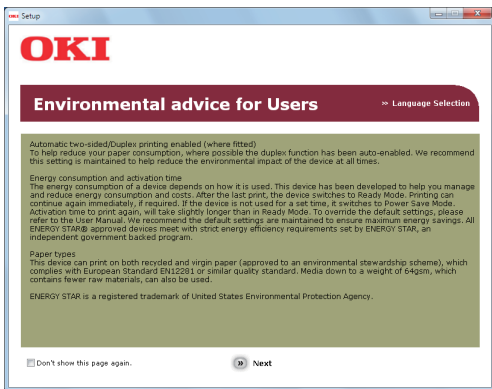 OKI Setup
OKI
Environmental advice for Users
» Language Selection
Automatic two-sided/Duplex printing enabled (where fitted)
To help reduce your paper consumption, where possible the duplex function has been auto-enabled. We recommend
this setting is maintained to help reduce the environmental impact of the device at all times.
Energy consumption and activation time
The energy consumption of a device depends on how it is used. This device has been developed to help you manage
and reduce energy consumption and costs. After the last print, the device switches to Ready Mode. Printing can
continue again immediately, if required. If the device is not used for a set time, it switches to Power Save Mode.
Activation time to print again, will take slightly longer than in Ready Mode. To override the default settings, please
refer to the User Manual. We recommend the default settings are maintained to ensure maximum energy savings. All
ENERGY STAR® approved devices meet with strict energy efficiency requirements set by ENERGY STAR, an
independent government backed program.
Paper types
This device can print on both recycled and virgin paper (approved to an environmental stewardship scheme), which
complies with European Standard EN12281 or similar quality standard. Media down to a weight of 64gsm, which
contains fewer raw materials, can also be used.
ENERGY STAR is a registered trademark of United States Environmental Protection Agency.
Don't show this page again.
» Next